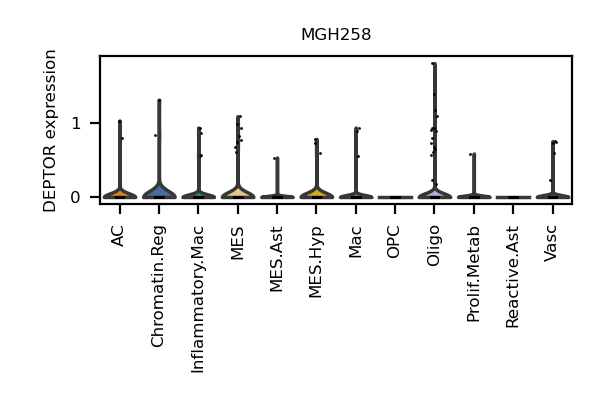 MGH258
DEPTOR expression
1
0
AC
Chromatin.Reg
Inflammatory.Mac
MES
MES.Ast
MES.Hyp
Mac
OPC
Oligo
Prolif.Metab
Reactive.Ast
Vasc